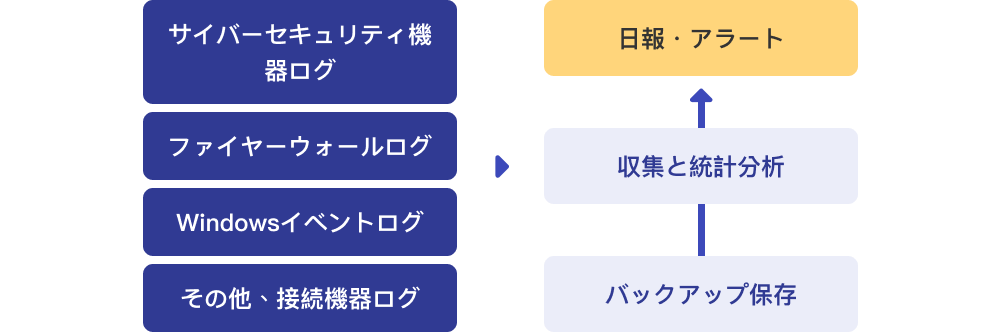 サイバーセキュリティ機
器ログ
ファイヤーウォールログ
Windowsイベントログ
その他、接続機器ログ
日報・アラート
収集と統計分析
バックアップ保存